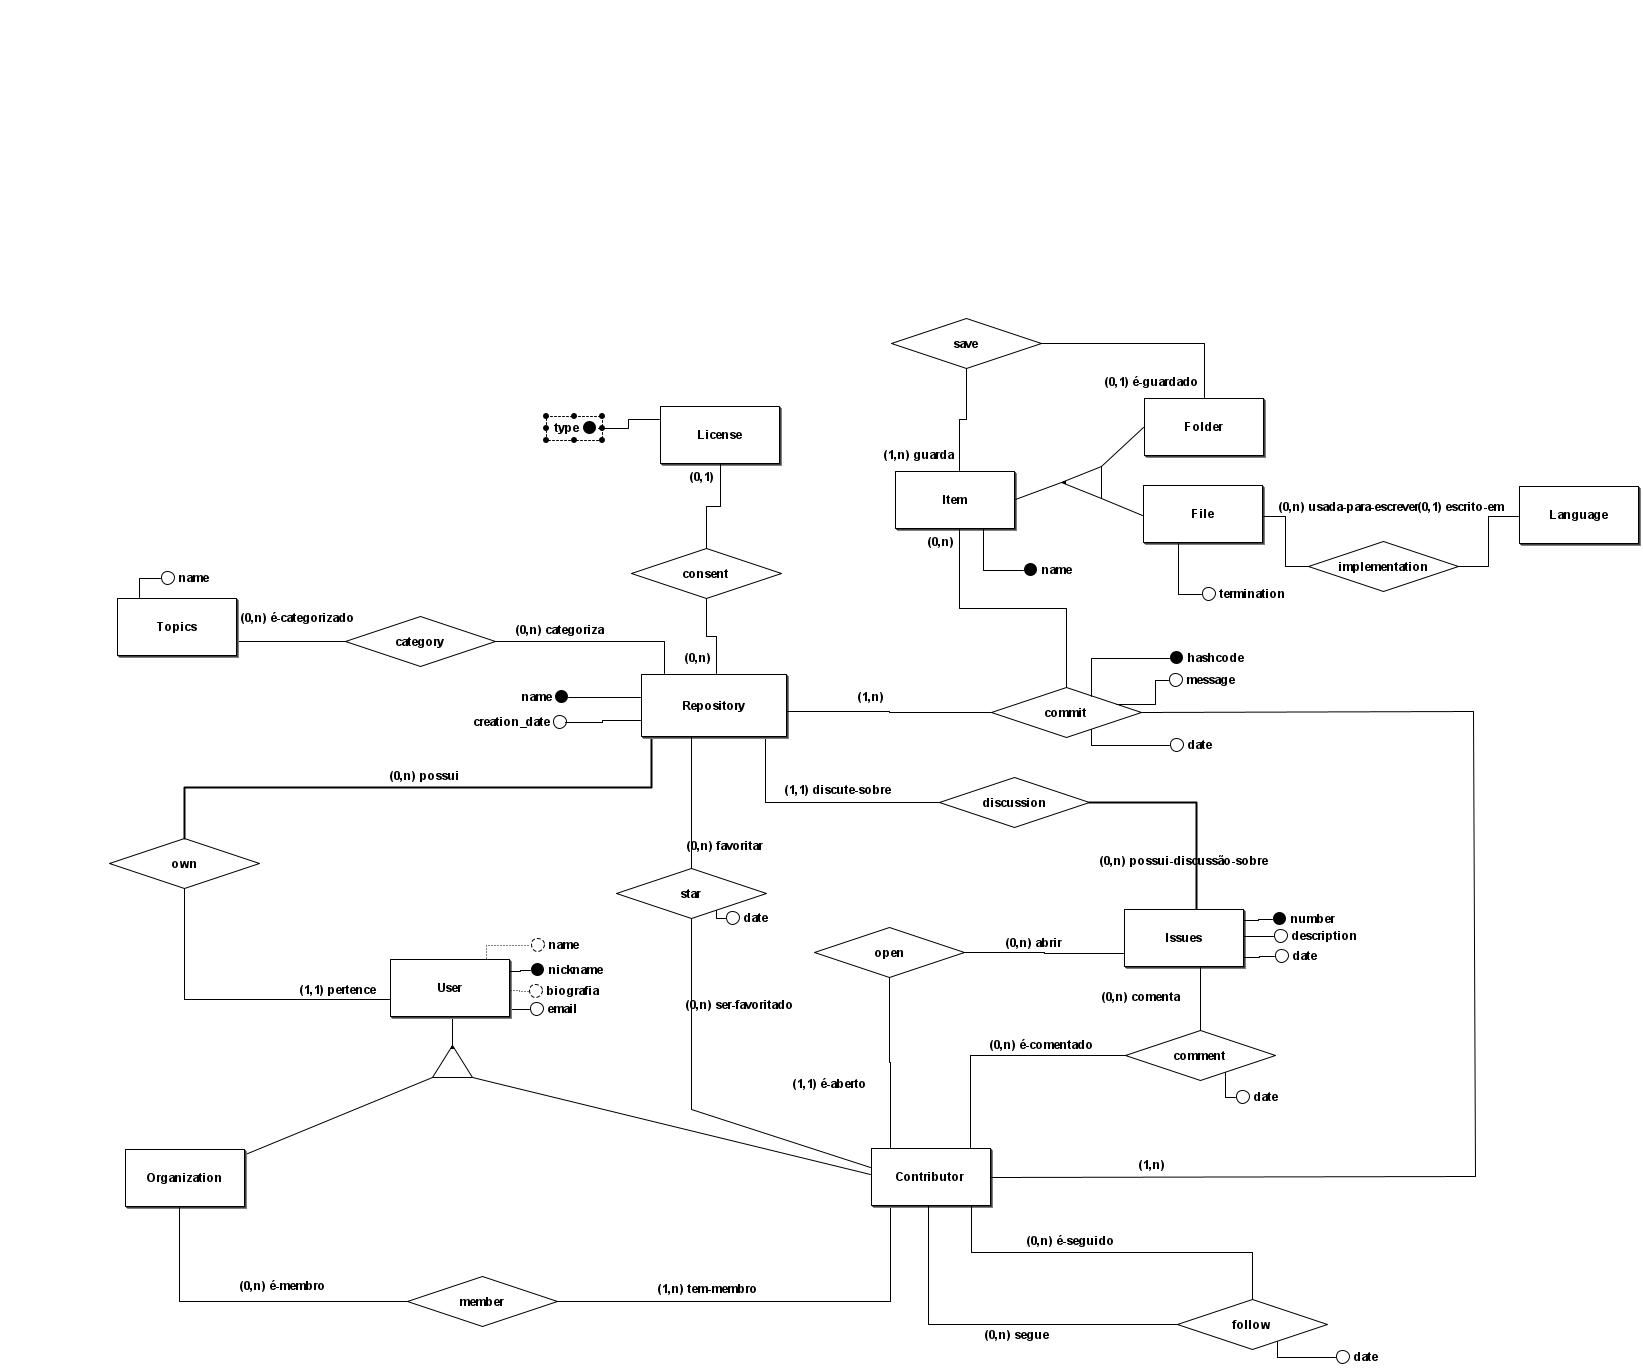 save
(0,1) é-guardado
type
License
Folder
(1,n) guarda
(0,1)
Item
File
(0,n) usada-para-escrever(0,1) escrito-em
Language
(0,n)
consent
name
implementation
name
termination
Topics
(0,n) é-categorizado
category
(0,n) categoriza
(0,n)
hashcode
message
name
Repository
(1,n)
commit
creation_date
date
(0,n) possui
(1,1) discute-sobre
discussion
(0,n) favoritar
own
(0,n) possui-discussão-sobre
star
date
number
Issues
description
open
(0,n) abrir
date
name
nickname
User
biografia
(1,1) pertence
email
(0,n) ser-favoritado
(0,n) comenta
(0,n) é-comentado
comment
(1,1) é-aberto
date
(1,n)
Organization
Contributor
(0,n) é-seguido
(0,n) é-membro
member
(1,n) tem-membro
(0,n) segue
follow
date